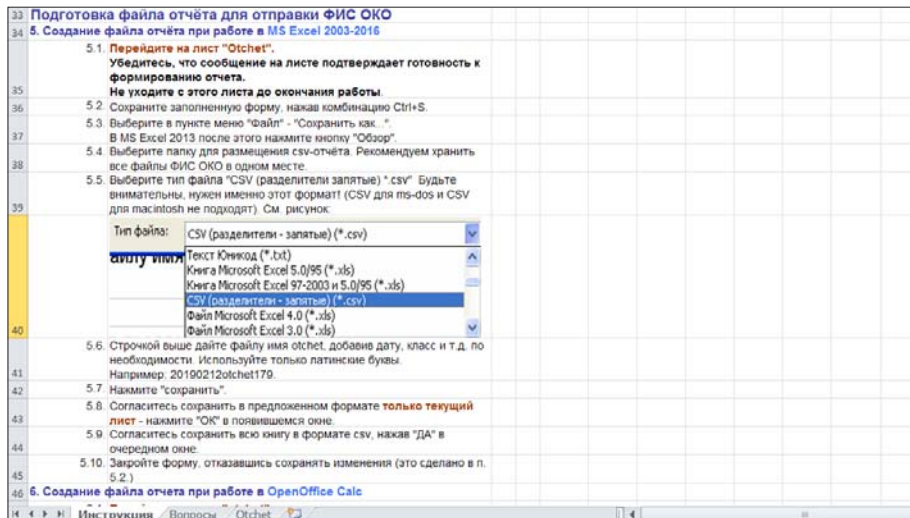 33 Подготовка файла отчёта для отправки ФИС ОКО
34 5. Создание файла отчёта при работе в MS Excel 2003-2016
5.1. Перейдите на лист "Otchet".
Убедитесь, что сообщение на листе подтверждает готовность к
формированию отчета.
35 Не уходите с этого листа до окончания работы.
36 5.2. Сохраните заполненную форму, нажав комбинацию Ctrl+S.
5.3. Выберите в пункте меню "Файл" - "Сохранить как...".
37 В MS Excel 2013 после этого нажмите кнопку "Обзор".
5.4. Выберите папку для размещения csv-отчёта. Рекомендуем хранить
38 все файлы ФИС ОКО в одном месте.
5.5. Выберите тип файла "CSV (разделители запятые) *.csv" Будьте
внимательны, нужен именно этот формат! (CSV для ms-dos и CSV
39 для macintosh не подходят). См. рисунок:
Тип файла: CSV (разделители - запятые) (*.csv)
айлу имя Текст Юникод (*.txt)
Книга Microsoft Excel 5.0/95 (*.xls)
Книга Microsoft Excel 97-2003 и 5.0/95 (*.xls)
CSV (разделители - запятые) (*.csv)
Файл Microsoft Excel 4.0 (*.xls)
40 Файл Microsoft Excel 3.0 (*.xls)
5.6. Строчкой выше дайте файлу имя otchet, добавив дату, класс и т.д. по
необходимости. Используйте только латинские буквы.
41 Например: 20190212otchet179.
42 5.7. Нажмите "сохранить".
5.8. Согласитесь сохранить в предложенном формате только текущий
43 лист - нажмите "ОК" в появившемся окне.
5.9. Согласитесь сохранить всю книгу в формате csv, нажав "ДА" в
44 очередном окне.
5.10. Закройте форму, отказавшись сохранять изменения (это сделано в п.
45 5.2.)
46 6. Создание файла отчета при работе в OpenOffice Calc
Инструкция Вопросы Otchet